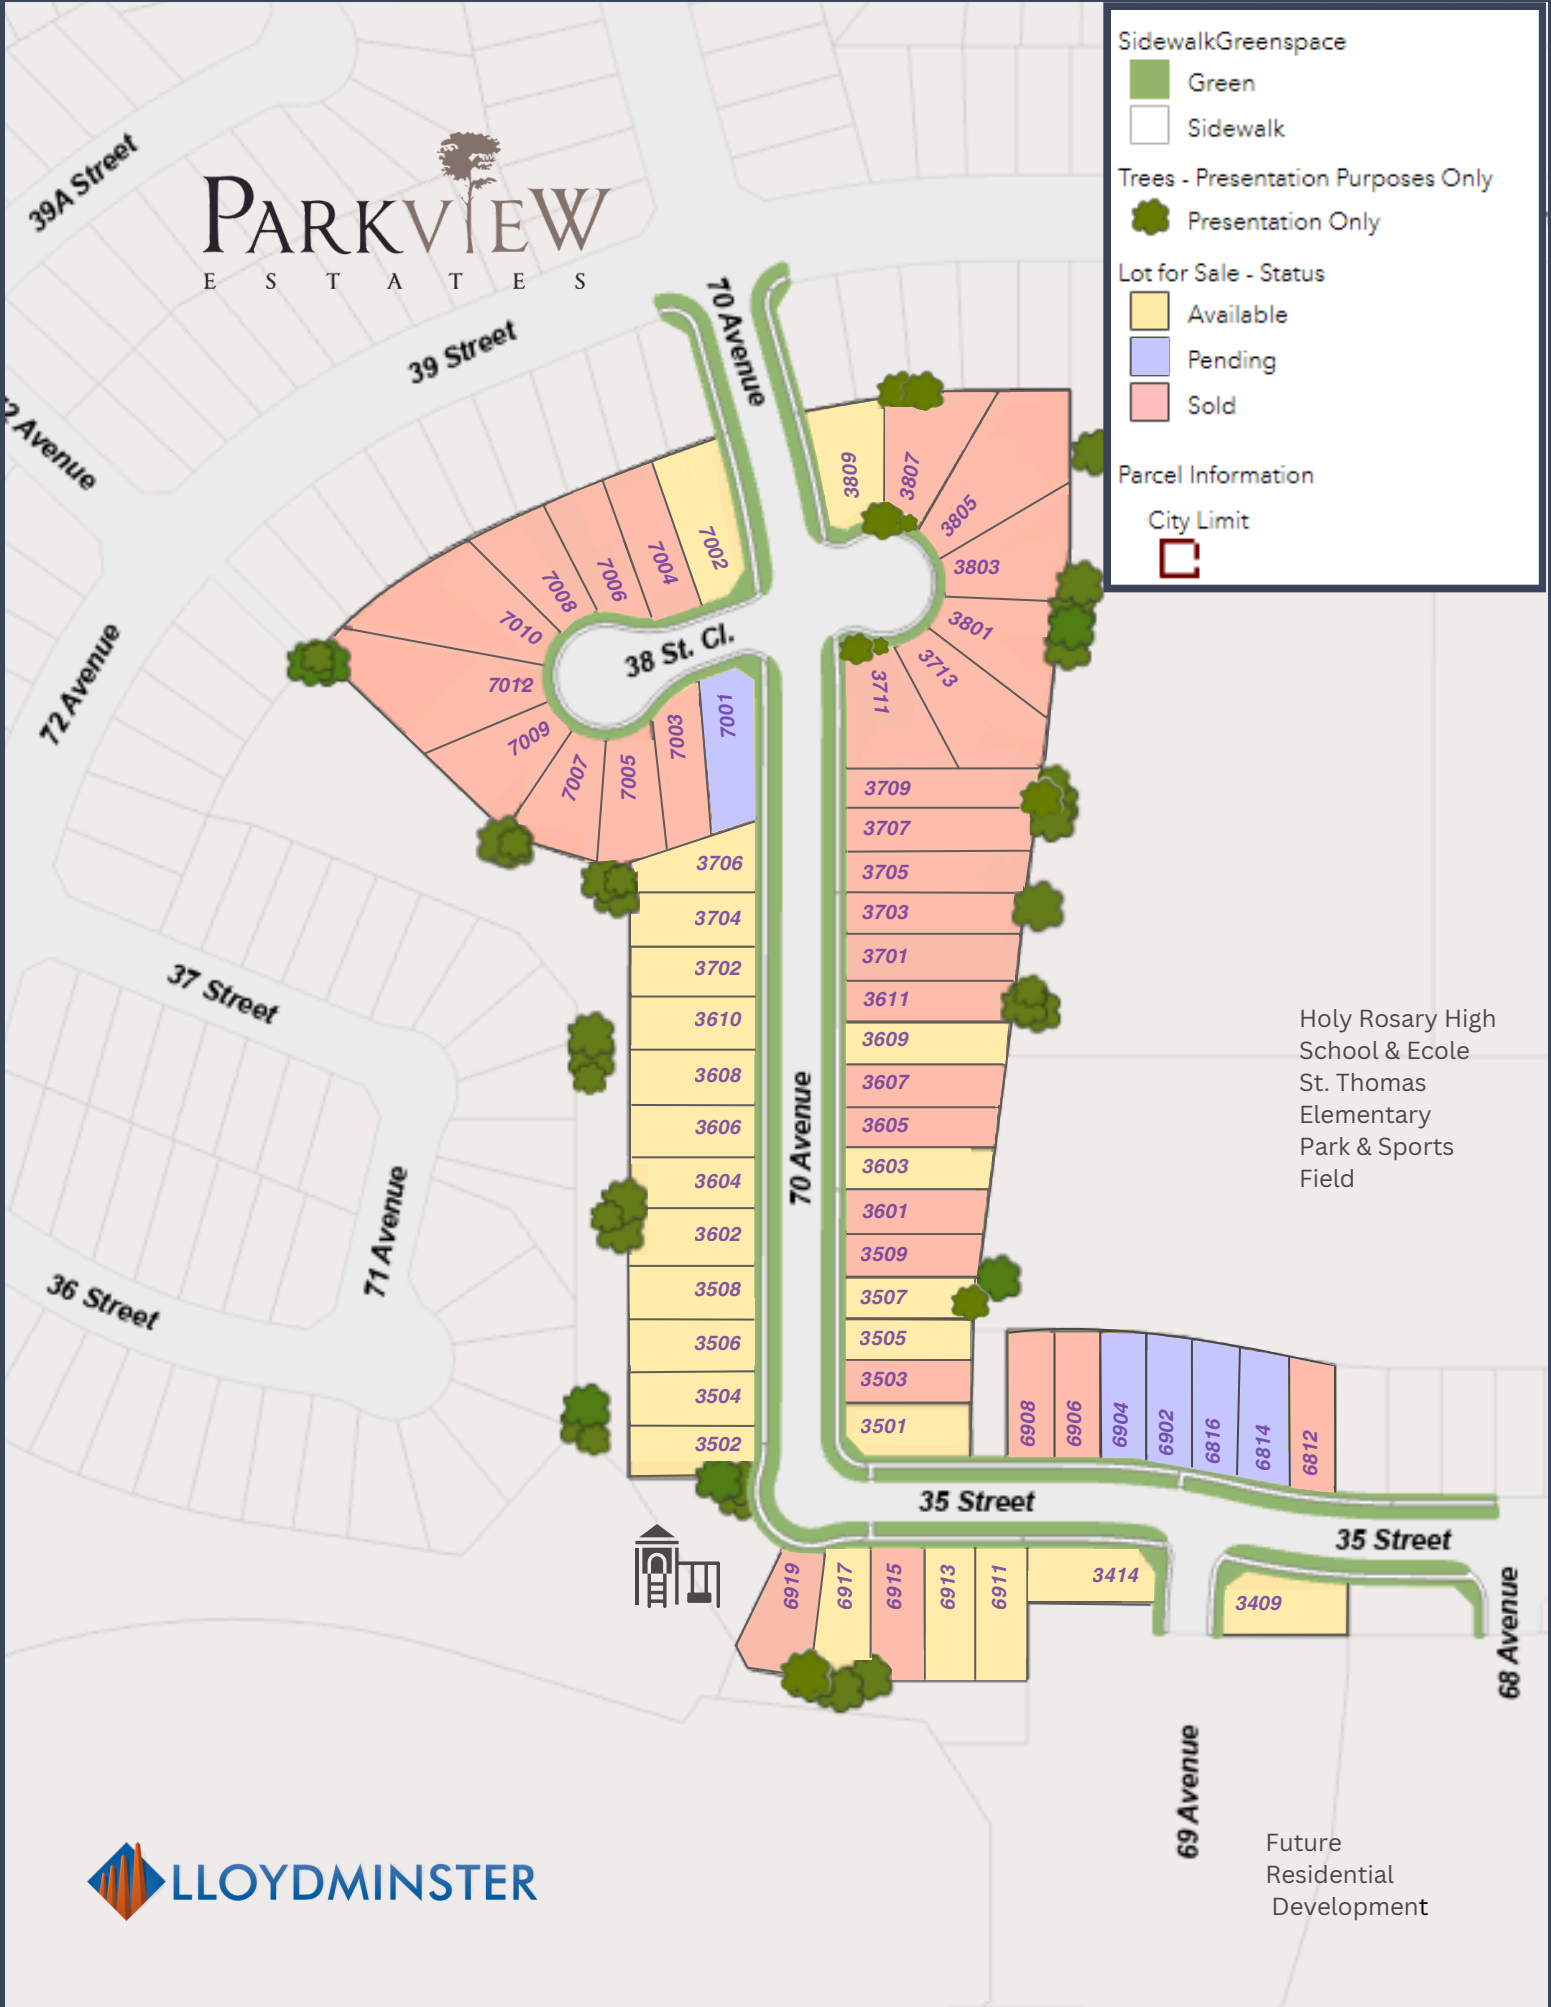 SidewalkGreenspace
Green
Sidewalk
Trees - Presentation Purposes Only
Presentation Only
Lot for Sale - Status
Available
Pending
Sold
Parcel Information
City Limit
39A Street
PARKVIEW
ESTATES
39 Street
70 Avenue
2 Avenue
72 Avenue
38 St. Cl.
3809
3807
3805
3803
3801
3713
3711
7002
7004
7006
7008
7010
7012
7009
7007
7005
7003
7001
3709
3707
3705
3703
3701
3611
3609
3607
3605
3603
3601
3509
3507
3505
3503
3501
3706
3704
3702
3610
3608
3606
3604
3602
3508
3506
3504
3502
70 Avenue
37 Street
71 Avenue
36 Street
Holy Rosary High
School & Ecole
St. Thomas
Elementary
Park & Sports
Field
6908
6906
6904
6902
6816
6814
6812
35 Street
35 Street
6919
6917
6915
6913
6911
3414
3409
68 Avenue
69 Avenue
Future
Residential
Development
LLOYDMINSTER